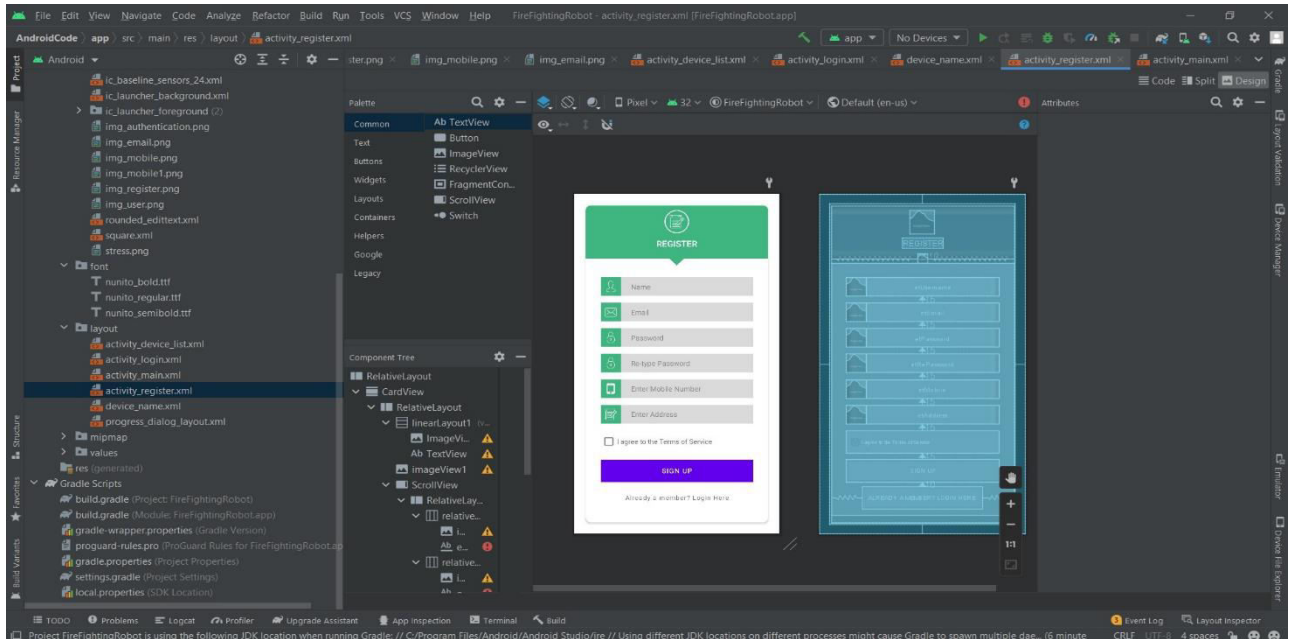 File Edit View Navigate Code Analyze Refactor Build Run Tools VCS Window Help FireFightingRobot - activity_register.xml [FireFightingRobot.app]
AndroidCode app src main res layout activity_register.xml
app No Devices
Android
ster.png img_mobile.png img_email.png activity_device_list.xml activity_login.xml device_name.xml activity_register.xml activity_main.xml
Code Split Design
Project
Resource Manager
Structure
Favorites
Build Variants
ic_baseline_sensors_24.xml
ic_launcher_background.xml
ic_launcher_foreground (2)
img_authentication.png
img_email.png
img_mobile.png
img_mobile1.png
img_register.png
img_user.png
rounded_edittext.xml
square.xml
stress.png
font
nunito_bold.ttf
nunito_regular.ttf
nunito_semibold.ttf
layout
activity_device_list.xml
activity_login.xml
activity_main.xml
activity_register.xml
device_name.xml
progress_dialog_layout.xml
mipmap
values
res (generated)
Gradle Scripts
build.gradle (Project: FireFightingRobot)
build.gradle (Module: FireFightingRobot.app)
gradle-wrapper.properties (Gradle Version)
proguard-rules.pro (ProGuard Rules for FireFightingRobot.ap
gradle.properties (Project Properties)
settings.gradle (Project Settings)
local.properties (SDK Location)
Palette
Common
Text
Buttons
Widgets
Layouts
Containers
Helpers
Google
Legacy
Ab TextView
Button
ImageView
RecyclerView
FragmentCon...
ScrollView
Switch
Component Tree
RelativeLayout
CardView
RelativeLayout
linearLayout1
ImageVi...
Ab TextView
imageView1
ScrollView
RelativeLay...
relative...
i...
Ab e...
relative...
i...
Pixel 32 FireFightingRobot Default (en-us)
REGISTER
Name
Email
Password
Re-type Password
Enter Mobile Number
Enter Address
I agree to the Terms of Service
SIGN UP
Already a member? Login Here
REGISTER
SIGN UP
ALREADY A MEMBER? LOGIN HERE
1:1
Attributes
Gradle
Layout Validation
Device Manager
Emulator
Device File Explorer
TODO Problems Logcat Profiler Upgrade Assistant App Inspection Terminal Build
Event Log Layout Inspector
Project FireFightingRobot is using the following JDK location when running Gradle: // C:/Program Files/Android/Android Studio/jre // Using different JDK locations on different processes might cause Gradle to spawn multiple dae... (6 minute
CRLF UTF-8 4 spaces